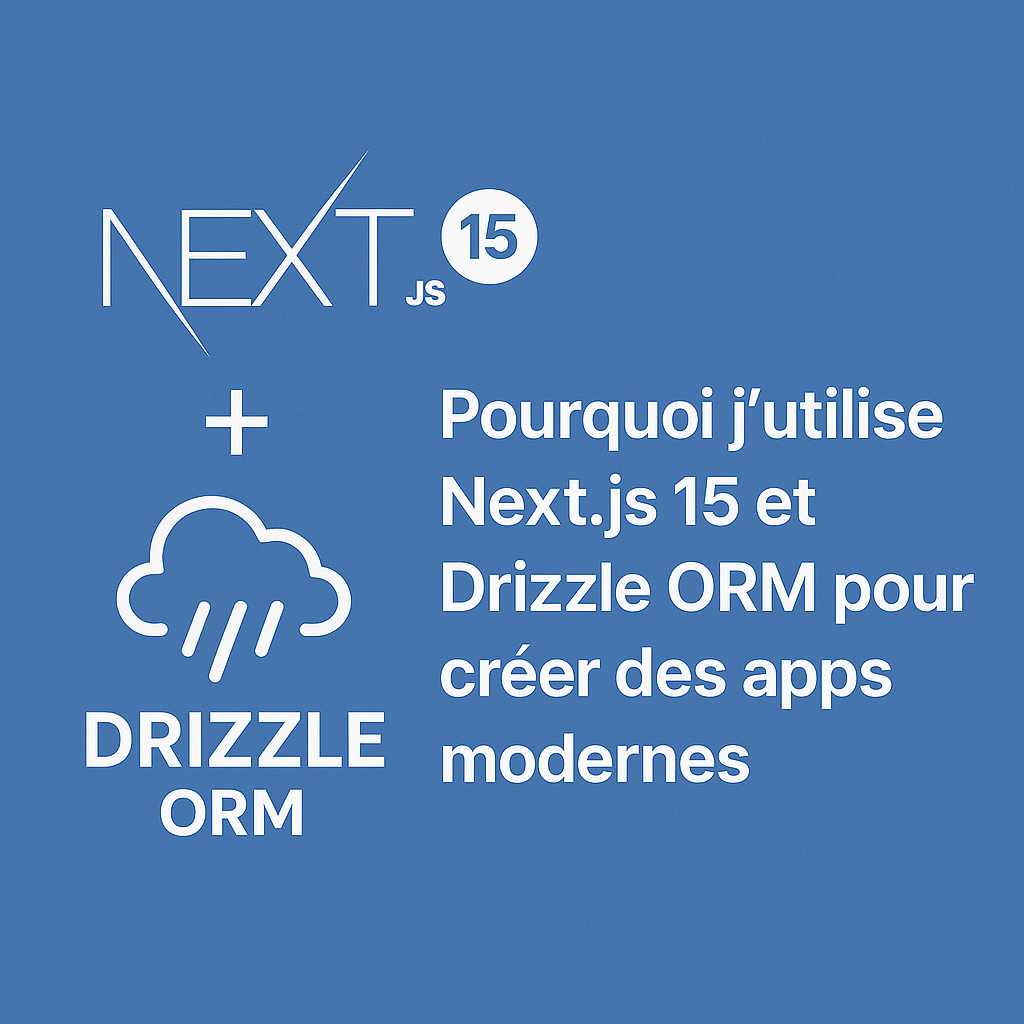 NEXT.JS 15
+
DRIZZLE
ORM
Pourquoi j’utilise
Next.js 15 et
Drizzle ORM pour
créer des apps
modernes